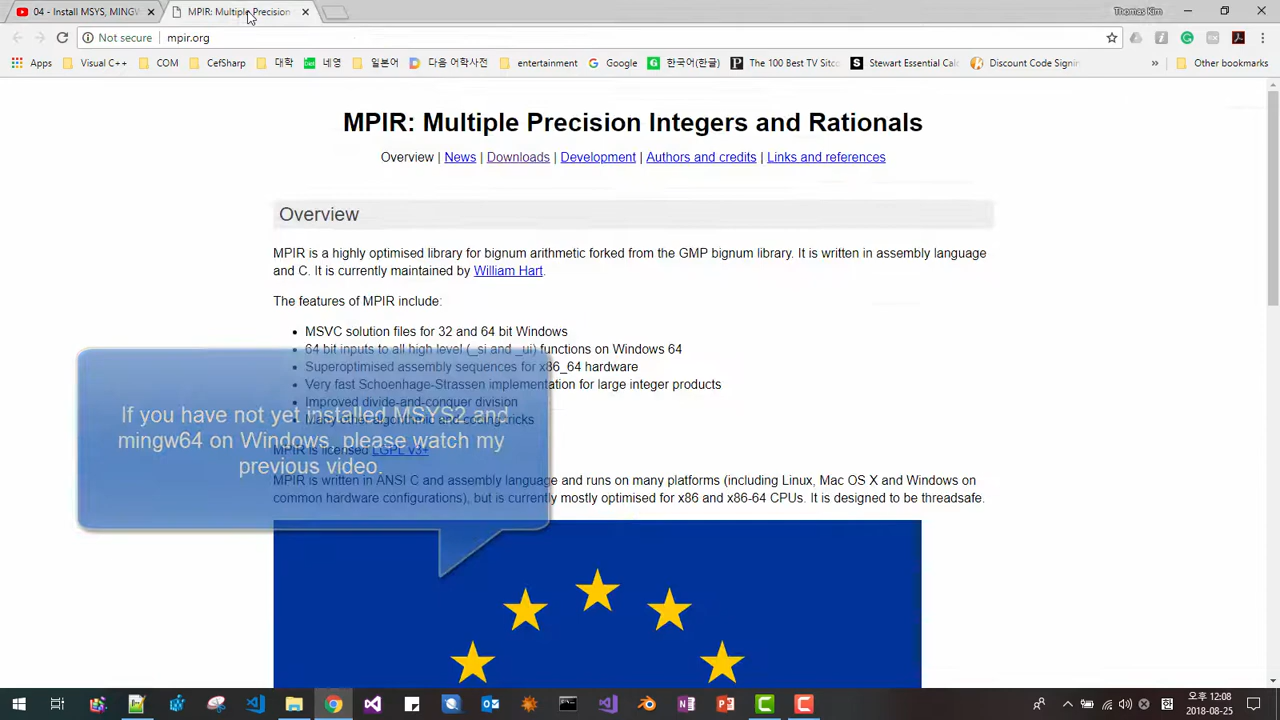 04 - Install MSYS, MINGW
MPIR: Multiple Precision
Thomas Kim
Not secure
mpir.org
Apps
Visual C++
COM
CefSharp
대학
네영
일본어
다음 어학사전
entertainment
Google
한국어(한글)
The 100 Best TV Sitco
Stewart Essential Calc
Discount Code Signin
»
Other bookmarks
MPIR: Multiple Precision Integers and Rationals
Overview | News | Downloads | Development | Authors and credits | Links and references
Overview
MPIR is a highly optimised library for bignum arithmetic forked from the GMP bignum library. It is written in assembly language
and C. It is currently maintained by William Hart.
The features of MPIR include:
• MSVC solution files for 32 and 64 bit Windows
• 64 bit inputs to all high level (_si and _ui) functions on Windows 64
• Superoptimised assembly sequences for x86_64 hardware
• Very fast Schoenhage-Strassen implementation for large integer products
• Improved divide-and-conquer division
• Many other algorithmic and coding tricks
MPIR is licensed LGPL V3+
If you have not yet installed MSYS2 and
mingw64 on Windows, please watch my
previous video.
MPIR is written in ANSI C and assembly language and runs on many platforms (including Linux, Mac OS X and Windows on
common hardware configurations), but is currently mostly optimised for x86 and x86-64 CPUs. It is designed to be threadsafe.
오후 12:08
2018-08-25